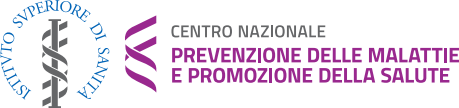 ISTITVTO SVPERIORE DI SANITÀ
CENTRO NAZIONALE
PREVENZIONE DELLE MALATTIE
E PROMOZIONE DELLA SALUTE